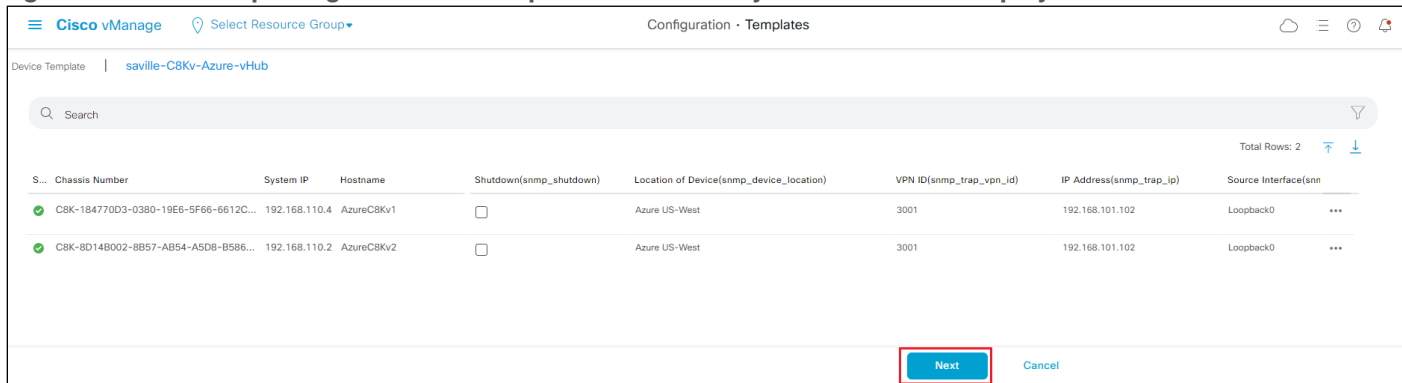 Cisco vManage Select Resource Group Configuration · Templates
Device Template | saville-C8Kv-Azure-vHub
Search
Total Rows: 2
S... Chassis Number System IP Hostname Shutdown(snmp_shutdown) Location of Device(snmp_device_location) VPN ID(snmp_trap_vpn_id) IP Address(snmp_trap_ip) Source Interface(snm
C8K-184770D3-0380-19E6-5F66-6612C... 192.168.110.4 AzureC8Kv1 Azure US-West 3001 192.168.101.102 Loopback0 •••
C8K-8D14B002-8B57-AB54-A5D8-B586... 192.168.110.2 AzureC8Kv2 Azure US-West 3001 192.168.101.102 Loopback0 •••
Next Cancel